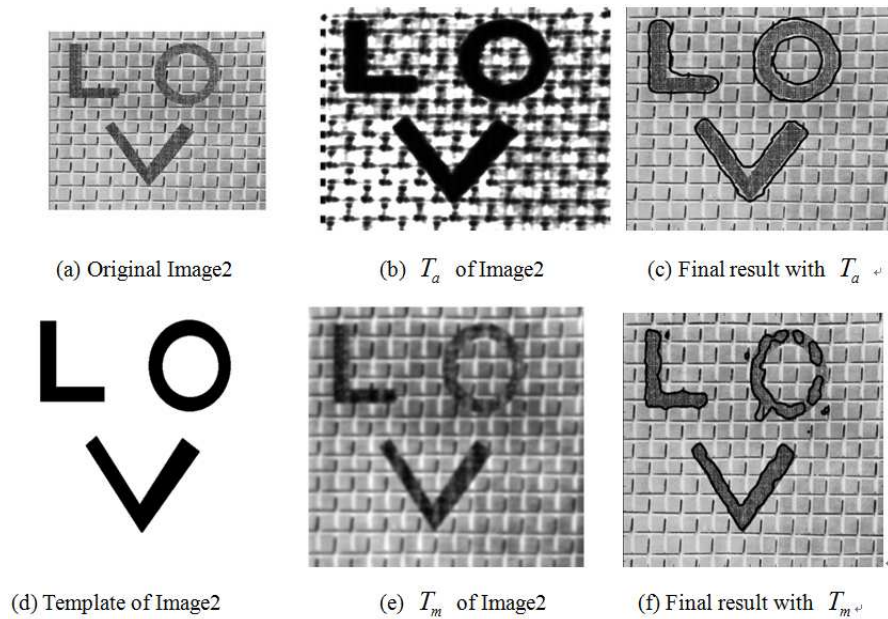 L O
V
L O
V
L O
V
(a) Original Image2
(b) Tₐ of Image2
(c) Final result with Tₐ
L O
V
L O
V
L O
V
(d) Template of Image2
(e) Tₘ of Image2
(f) Final result with Tₘ